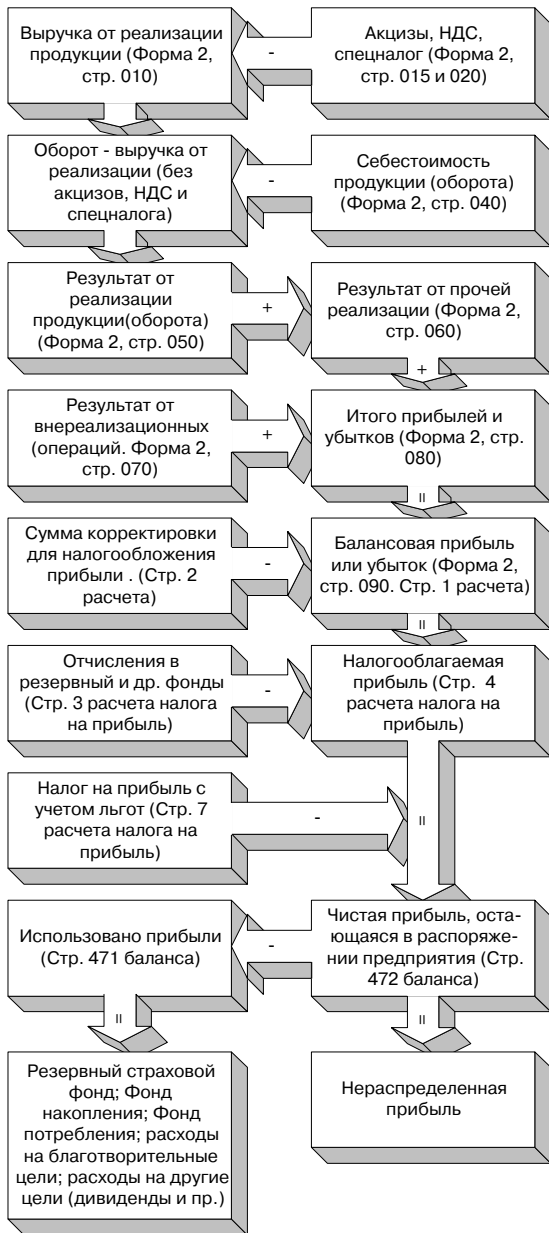 Выручка от реализации
продукции (Форма 2,
стр. 010)
-
Акцизы, НДС,
спецналог (Форма 2,
стр. 015 и 020)
Оборот - выручка от
реализации (без
акцизов, НДС и
спецналога)
-
Себестоимость
продукции (оборота)
(Форма 2, стр. 040)
Результат от
реализации
продукции(оборота)
(Форма 2, стр. 050)
+
Результат от прочей
реализации (Форма 2,
стр. 060)
+
Результат от
внереализационных
(операций. Форма 2,
стр. 070)
+
Итого прибылей и
убытков (Форма 2, стр.
080)
=
Сумма корректировки
для налогообложения
прибыли . (Стр. 2
расчета)
-
Балансовая прибыль
или убыток (Форма 2,
стр. 090. Стр. 1 расчета)
=
Отчисления в
резервный и др. фонды
(Стр. 3 расчета налога
на прибыль)
-
Налогооблагаемая
прибыль (Стр. 4
расчета налога на
прибыль)
Налог на прибыль с
учетом льгот (Стр. 7
расчета налога на
прибыль)
-
=
Использовано прибыли
(Стр. 471 баланса)
-
Чистая прибыль, оста-
ющаяся в распоряже-
нии предприятия (Стр.
472 баланса)
=
=
Резервный страховой
фонд; Фонд
накопления; Фонд
потребления; расходы
на благотворительные
цели; расходы на другие
цели (дивиденды и пр.)
Нераспределенная
прибыль